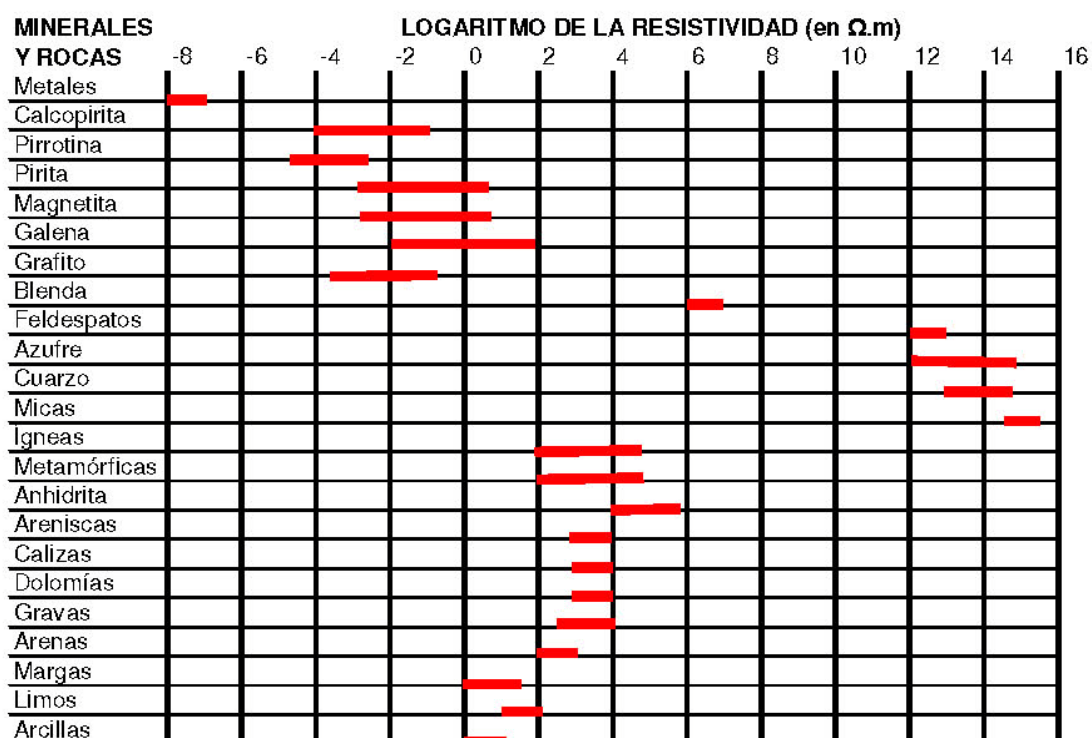 MINERALES LOGARITMO DE LA RESISTIVIDAD (en Ω.m)
Y ROCAS -8 -6 -4 -2 0 2 4 6 8 10 12 14 16
Metales
Calcopirita
Pirrotina
Pirita
Magnetita
Galena
Grafito
Blenda
Feldespatos
Azufre
Cuarzo
Micas
Ígneas
Metamórficas
Anhidrita
Areniscas
Calizas
Dolomías
Gravas
Arenas
Margas
Limos
Arcillas